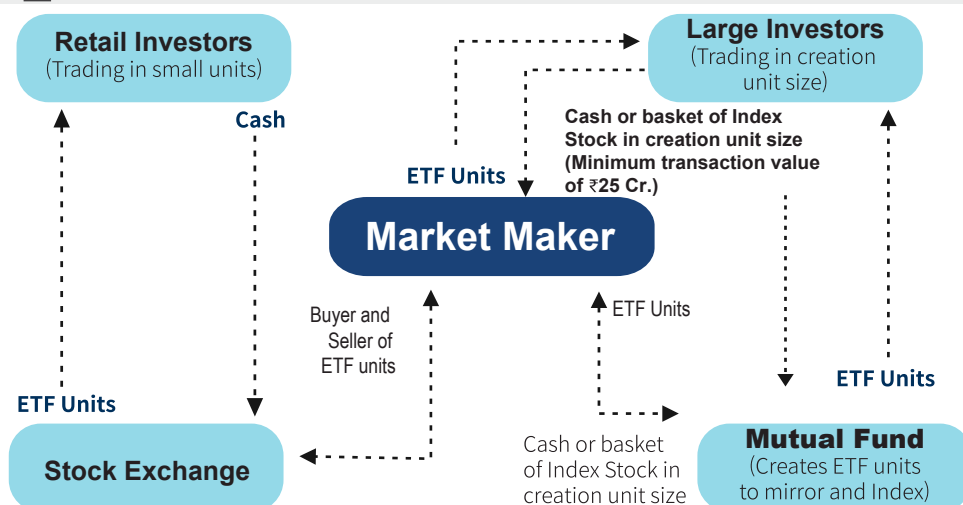 Retail Investors
(Trading in small units)
Large Investors
(Trading in creation
unit size)
Cash
Cash or basket of Index
Stock in creation unit size
(Minimum transaction value
of ₹25 Cr.)
ETF Units
Market Maker
Buyer and
Seller of
ETF units
ETF Units
ETF Units
ETF Units
Stock Exchange
Cash or basket
of Index Stock in
creation unit size
Mutual Fund
(Creates ETF units
to mirror and Index)